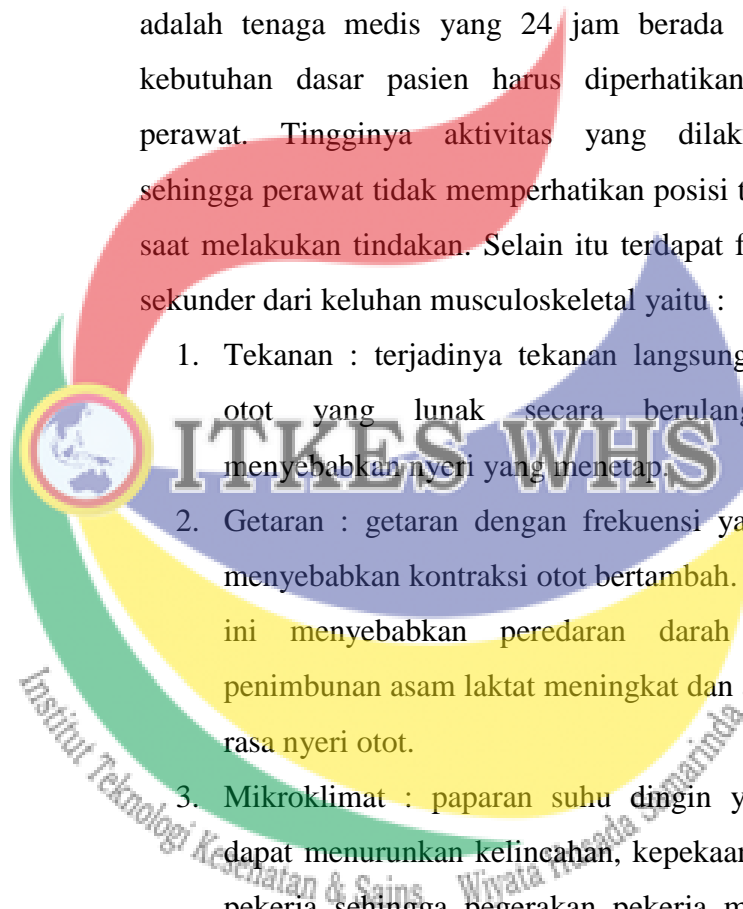 adalah tenaga medis yang 24 jam berada
kebutuhan dasar pasien harus diperhatikan
perawat. Tingginya aktivitas yang dilak
sehingga perawat tidak memperhatikan posisi t
saat melakukan tindakan. Selain itu terdapat f
sekunder dari keluhan musculoskeletal yaitu :
1. Tekanan : terjadinya tekanan langsung
otot yang lunak secara berulang
ITKES WHS
menyebabkan nyeri yang menetap.
2. Getaran : getaran dengan frekuensi ya
menyebabkan kontraksi otot bertambah.
ini menyebabkan peredaran darah
penimbunan asam laktat meningkat dan
rasa nyeri otot.
3. Mikroklimat : paparan suhu dingin y
dapat menurunkan kelincahan, kepekaan
pekerja sehingga pegerakan pekerja m
Institut Teknologi Kesehatan & Sains Wiyata Husada Samarinda